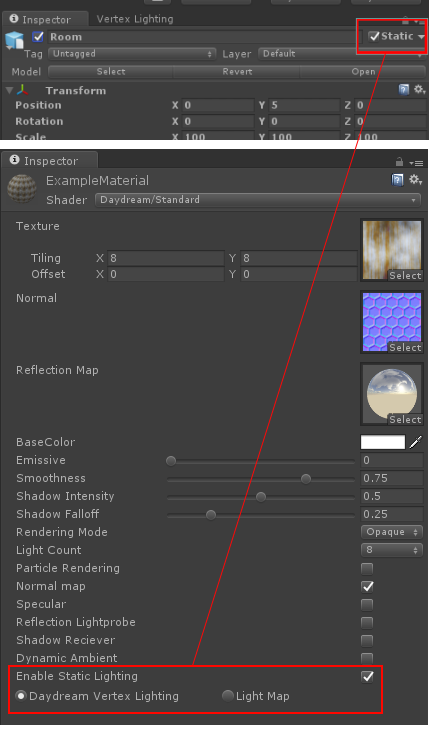 Inspector Vertex Lighting
Room Static
Tag Untagged Layer Default
Model Select Revert Open
Transform
Position X 0 Y 5 Z 0
Rotation X 0 Y 0 Z 0
Scale X 100 Y 100 Z 100
Inspector
ExampleMaterial
Shader Daydream/Standard
Texture
Tiling X 8 Y 8
Offset X 0 Y 0
Select
Normal
Select
Reflection Map
Select
BaseColor
Emissive 0
Smoothness 0.75
Shadow Intensity 0.5
Shadow Falloff 0.25
Rendering Mode Opaque
Light Count 8
Particle Rendering
Normal map
Specular
Reflection Lightprobe
Shadow Reciever
Dynamic Ambient
Enable Static Lighting
Daydream Vertex Lighting Light Map